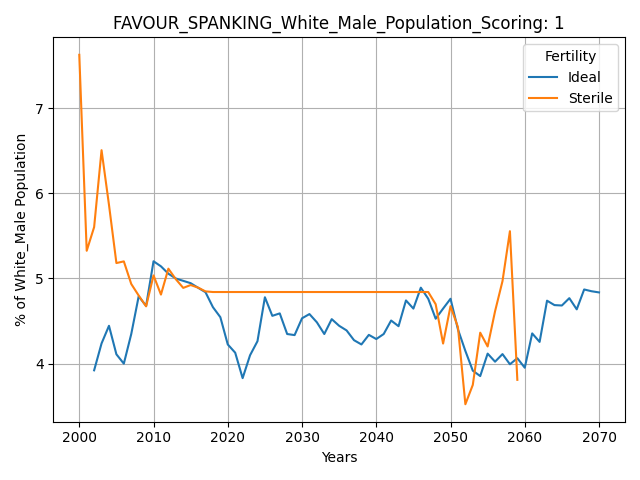 FAVOUR_SPANKING_White_Male_Population_Scoring: 1
Fertility
Ideal
Sterile
% of White_Male Population
7
6
5
4
2000 2010 2020 2030 2040 2050 2060 2070
Years